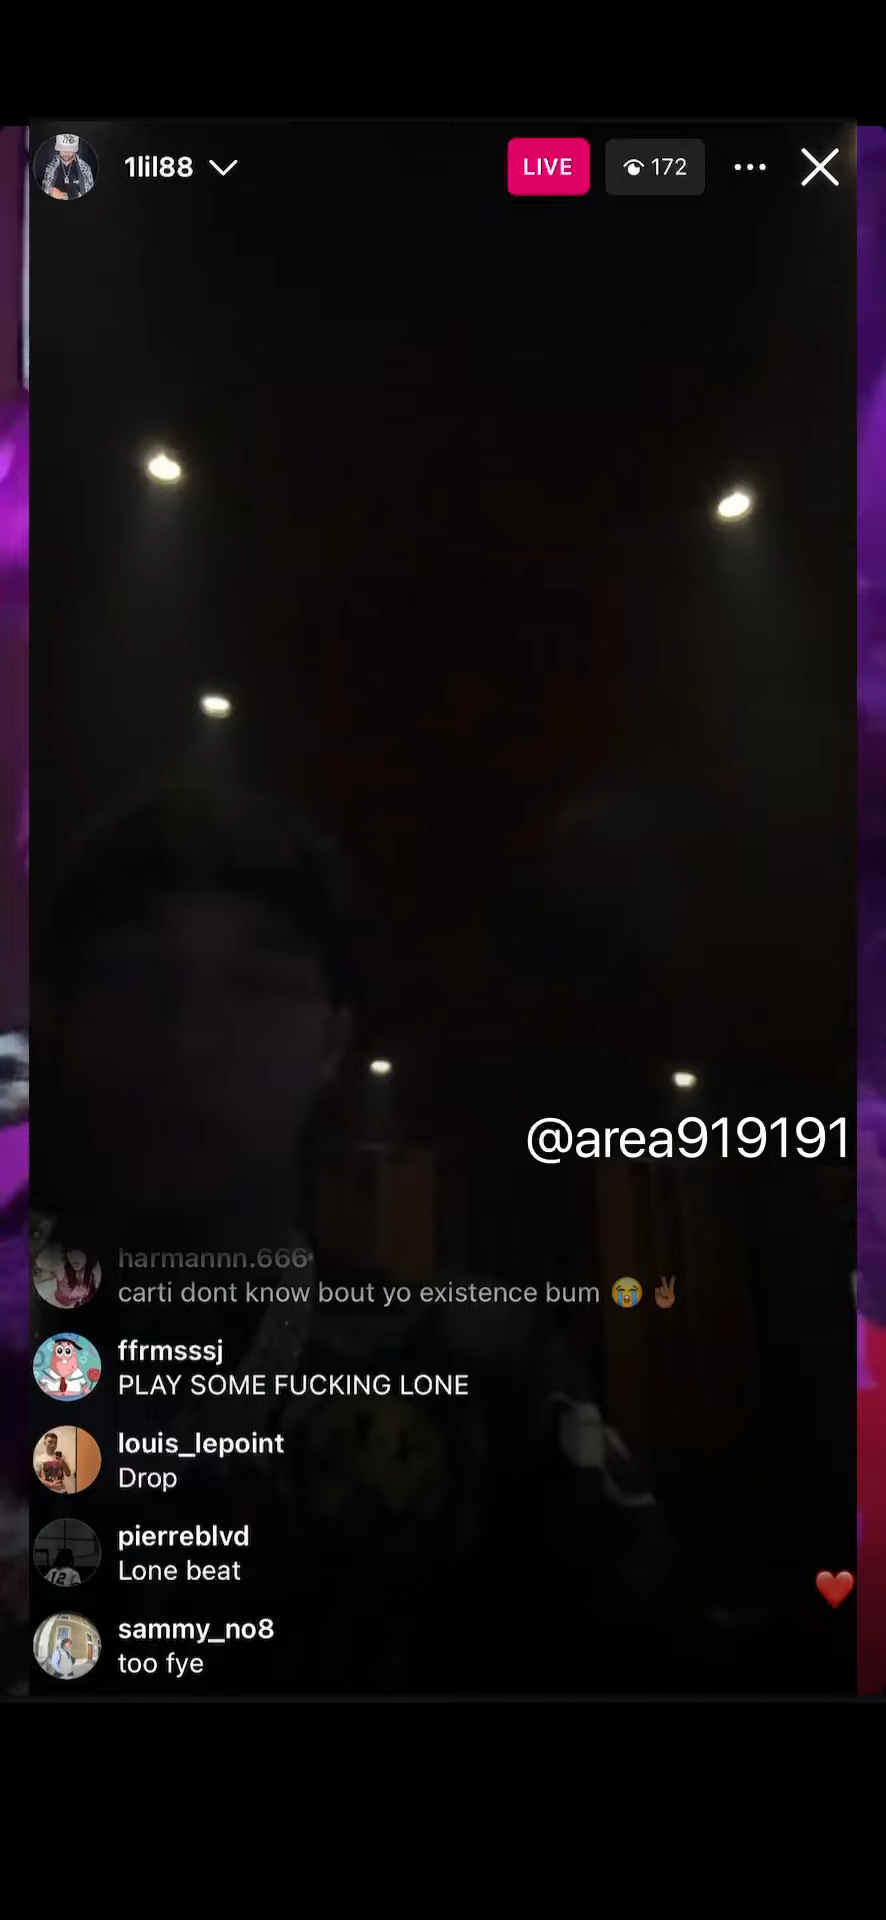 1lil88
LIVE
172
@area919191
harmannn.666
carti dont know bout yo existence bum 😭✌🏾
ffrmsssj
PLAY SOME FUCKING LONE
louis_lepoint
Drop
pierreblvd
Lone beat
sammy_no8
too fye